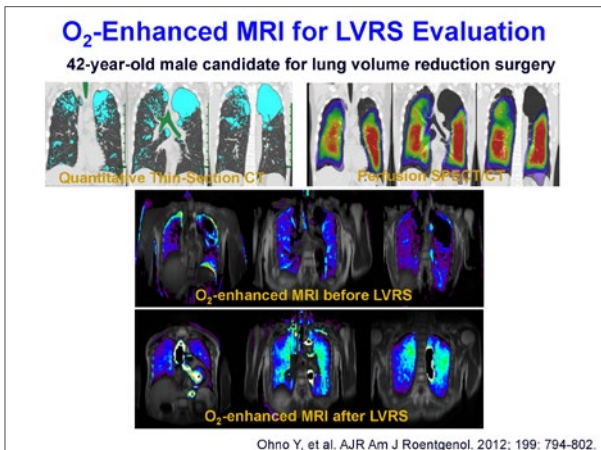 O₂-Enhanced MRI for LVRS Evaluation
42-year-old male candidate for lung volume reduction surgery
Quantitative Thin-Section CT
Perfusion SPECT/CT
O₂-enhanced MRI before LVRS
O₂-enhanced MRI after LVRS
Ohno Y, et al. AJR Am J Roentgenol. 2012; 199: 794-802.